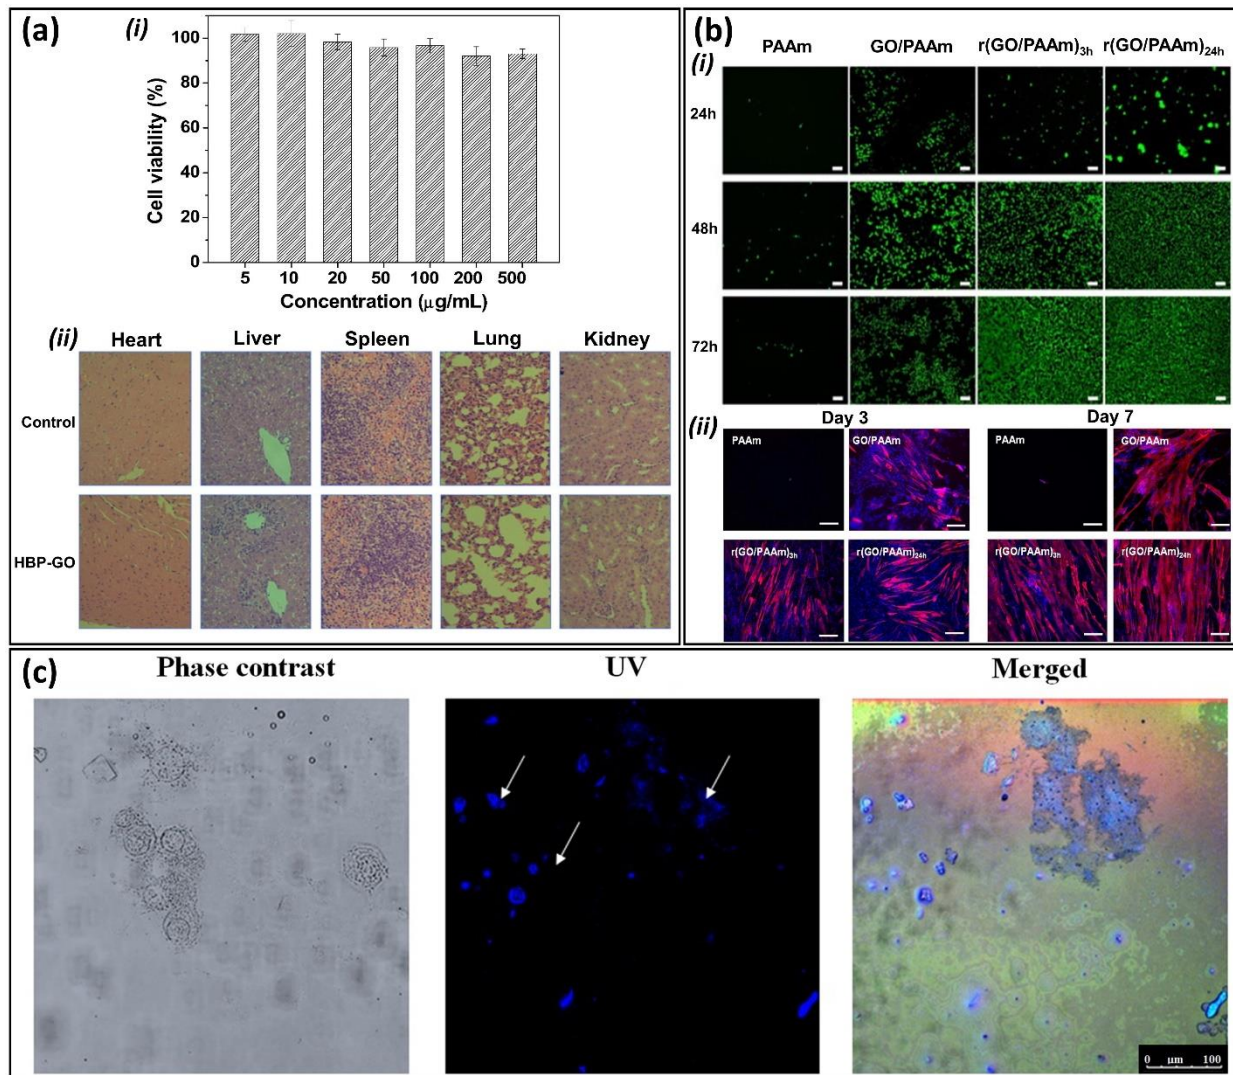 (a)
(i)
100
80
60
40
20
0
Cell viability (%)
5 10 20 50 100 200 500
Concentration (μg/mL)
(ii)
Heart Liver Spleen Lung Kidney
Control
HBP-GO
(b)
PAAm GO/PAAm r(GO/PAAm)3h r(GO/PAAm)24h
(i)
24h
48h
72h
(ii)
Day 3 Day 7
PAAm GO/PAAm PAAm GO/PAAm
r(GO/PAAm)3h r(GO/PAAm)24h r(GO/PAAm)3h r(GO/PAAm)24h
(c)
Phase contrast UV Merged
0 μm 100